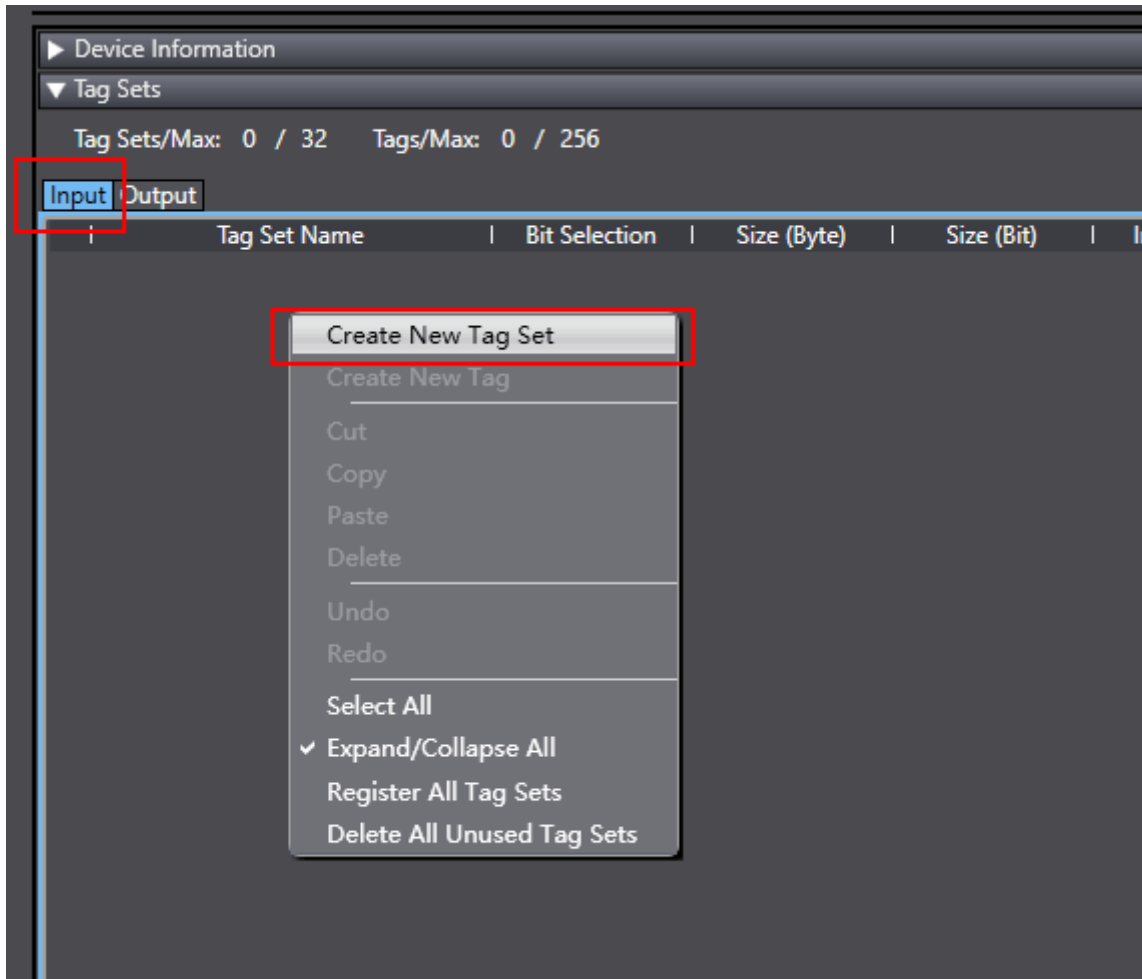 Device Information
Tag Sets
Tag Sets/Max: 0 / 32 Tags/Max: 0 / 256
Input Output
Tag Set Name Bit Selection Size (Byte) Size (Bit)
Create New Tag Set
Create New Tag
Cut
Copy
Paste
Delete
Undo
Redo
Select All
Expand/Collapse All
Register All Tag Sets
Delete All Unused Tag Sets